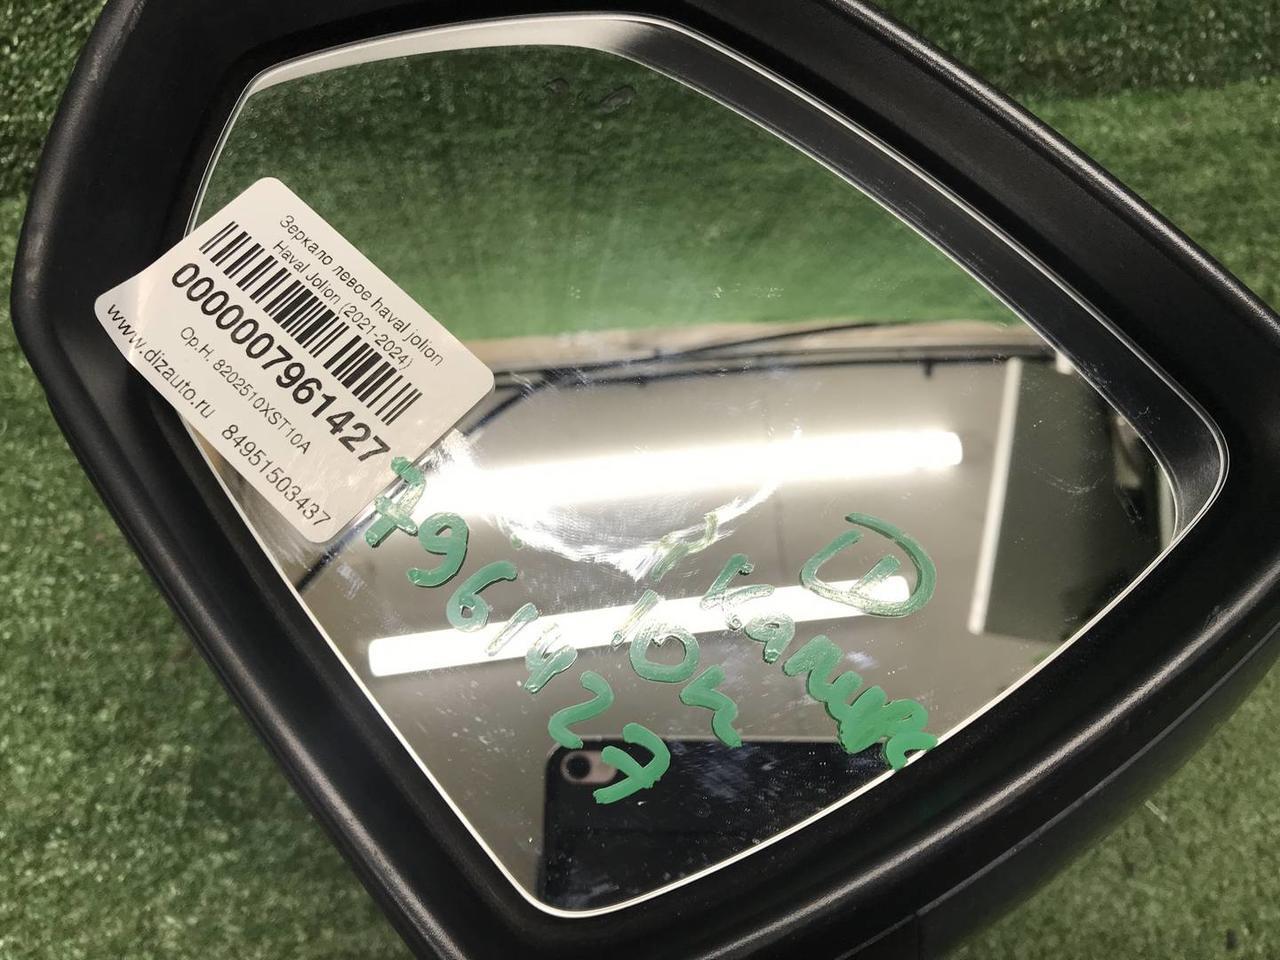 Зеркало левое haval jolion
Haval Jolion (2021-2024)
0000007961427
Ор.Н. 8202510XST10A
www.dizauto.ru 84951503437
7961427